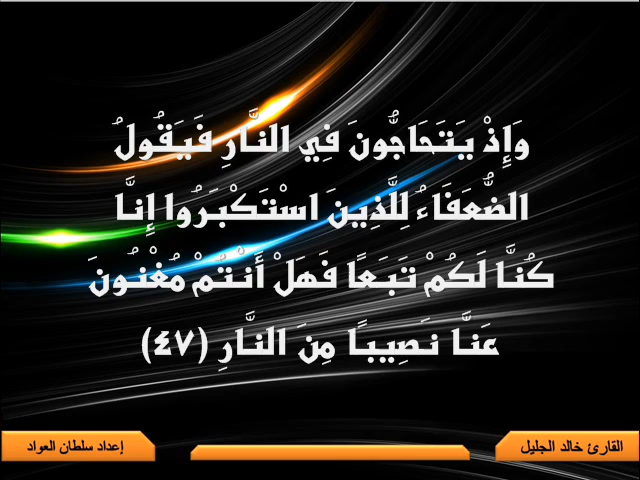 وَإِذْ يَتَحَاجُّونَ فِي النَّارِ فَيَقُولُ
الضُّعَفَاءُ لِلَّذِينَ اسْتَكْبَرُوا إِنَّا
كُنَّا لَكُمْ تَبَعًا فَهَلْ أَنْتُمْ مُغْنُونَ
عَنَّا نَصِيبًا مِنَ النَّارِ (٤٧)
القارئ خالد الجليل
إعداد سلطان العواد